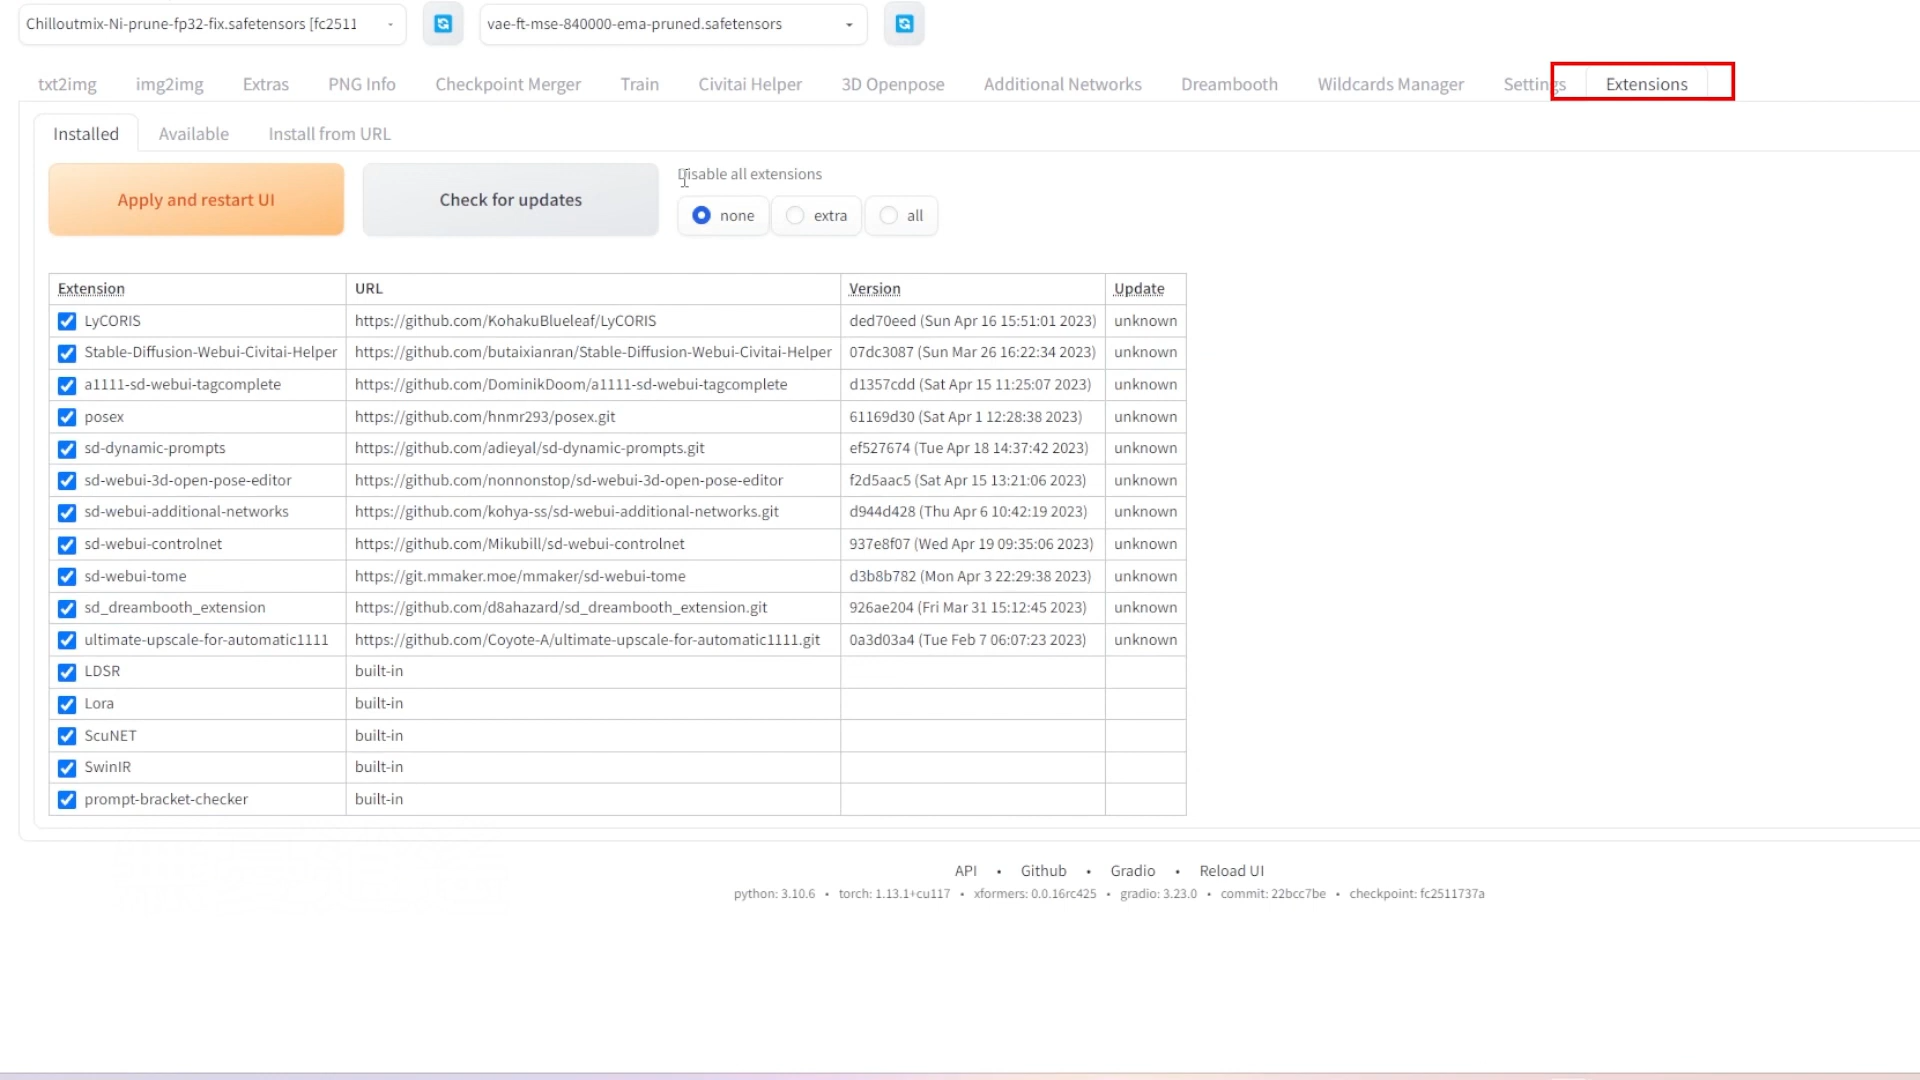 Chilloutmix-Ni-prune-fp32-fix.safetensors [fc2511
vae-ft-mse-840000-ema-pruned.safetensors
txt2img img2img Extras PNG Info Checkpoint Merger Train Civitai Helper 3D Openpose Additional Networks Dreambooth Wildcards Manager Settings Extensions
Installed Available Install from URL
Apply and restart UI
Check for updates
Disable all extensions
none extra all
Extension URL Version Update
LyCORIS https://github.com/KohakuBlueleaf/LyCORIS ded70eed (Sun Apr 16 15:51:01 2023) unknown
Stable-Diffusion-Webui-Civitai-Helper https://github.com/butaixianran/Stable-Diffusion-Webui-Civitai-Helper 07dc3087 (Sun Mar 26 16:22:34 2023) unknown
a1111-sd-webui-tagcomplete https://github.com/DominikDoom/a1111-sd-webui-tagcomplete d1357cdd (Sat Apr 15 11:25:07 2023) unknown
posex https://github.com/hnmr293/posex.git 61169d30 (Sat Apr 1 12:28:38 2023) unknown
sd-dynamic-prompts https://github.com/adieyal/sd-dynamic-prompts.git ef527674 (Tue Apr 18 14:37:42 2023) unknown
sd-webui-3d-open-pose-editor https://github.com/nonnonstop/sd-webui-3d-open-pose-editor f2d5aac5 (Sat Apr 15 13:21:06 2023) unknown
sd-webui-additional-networks https://github.com/kohya-ss/sd-webui-additional-networks.git d944d428 (Thu Apr 6 10:42:19 2023) unknown
sd-webui-controlnet https://github.com/Mikubill/sd-webui-controlnet 937e8f07 (Wed Apr 19 09:35:06 2023) unknown
sd-webui-tome https://git.mmaker.moe/mmaker/sd-webui-tome d3b8b782 (Mon Apr 3 22:29:38 2023) unknown
sd_dreambooth_extension https://github.com/d8ahazard/sd_dreambooth_extension.git 926ae204 (Fri Mar 31 15:12:45 2023) unknown
ultimate-upscale-for-automatic1111 https://github.com/Coyote-A/ultimate-upscale-for-automatic1111.git 0a3d03a4 (Tue Feb 7 06:07:23 2023) unknown
LDSR built-in
Lora built-in
ScuNET built-in
SwinIR built-in
prompt-bracket-checker built-in
API • Github • Gradio • Reload UI
python: 3.10.6 • torch: 1.13.1+cu117 • xformers: 0.0.16rc425 • gradio: 3.23.0 • commit: 22bcc7be • checkpoint: fc2511737a